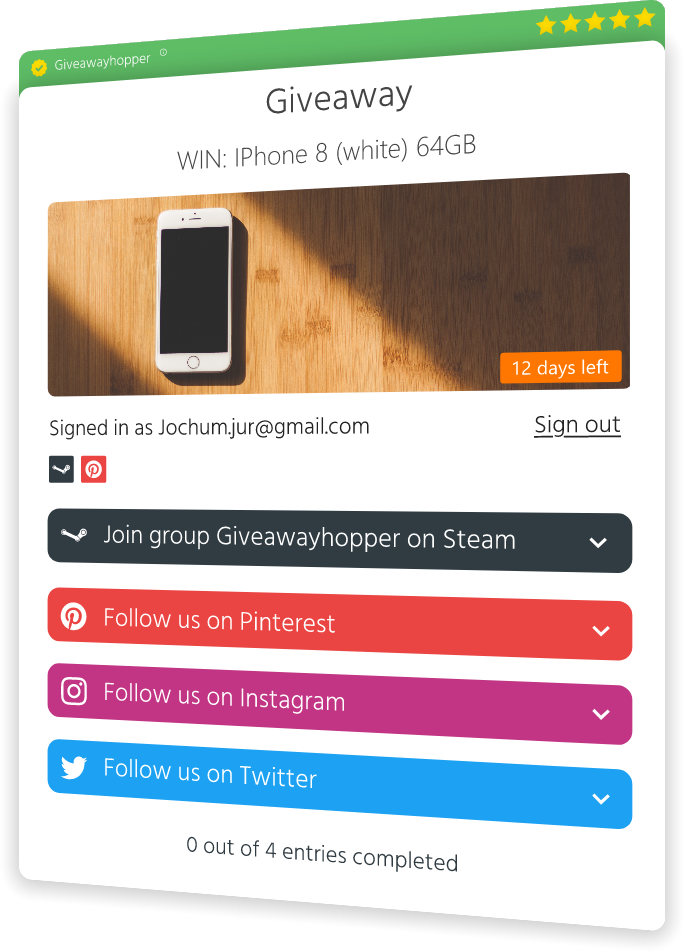 Giveawayhopper
Giveaway
WIN: IPhone 8 (white) 64GB
12 days left
Signed in as Jochum.jur@gmail.com
Sign out
Join group Giveawayhopper on Steam
Follow us on Pinterest
Follow us on Instagram
Follow us on Twitter
0 out of 4 entries completed